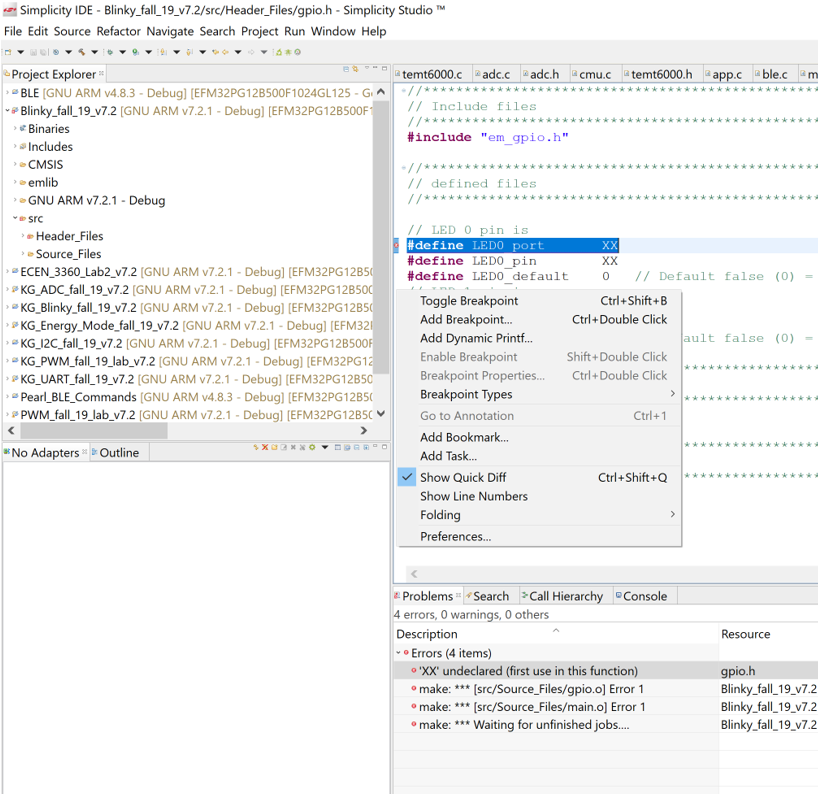 Simplicity IDE - Blinky_fall_19_v7.2/src/Header_Files/gpio.h - Simplicity Studio ™
File Edit Source Refactor Navigate Search Project Run Window Help
Project Explorer
BLE [GNU ARM v4.8.3 - Debug] [EFM32PG12B500F1024GL125 - Ge
Blinky_fall_19_v7.2 [GNU ARM v7.2.1 - Debug] [EFM32PG12B500F1
Binaries
Includes
CMSIS
emlib
GNU ARM v7.2.1 - Debug
src
Header_Files
Source_Files
ECEN_3360_Lab2_v7.2 [GNU ARM v7.2.1 - Debug] [EFM32PG12B50
KG_ADC_fall_19_v7.2 [GNU ARM v7.2.1 - Debug] [EFM32PG12B50
KG_Blinky_fall_19_v7.2 [GNU ARM v7.2.1 - Debug] [EFM32PG12B5
KG_Energy_Mode_fall_19_v7.2 [GNU ARM v7.2.1 - Debug] [EFM32
KG_I2C_fall_19_v7.2 [GNU ARM v7.2.1 - Debug] [EFM32PG12B500
KG_PWM_fall_19_lab_v7.2 [GNU ARM v7.2.1 - Debug] [EFM32PG12
KG_UART_fall_19_v7.2 [GNU ARM v7.2.1 - Debug] [EFM32PG12B5
Pearl_BLE_Commands [GNU ARM v4.8.3 - Debug] [EFM32PG12B5
PWM_fall_19_lab_v7.2 [GNU ARM v7.2.1 - Debug] [EFM32PG12B50
No Adapters Outline
temt6000.c adc.c adc.h cmu.c temt6000.h app.c ble.c m
//***************************************************
// Include files
//***************************************************
#include "em_gpio.h"
//***************************************************
// defined files
//***************************************************
// LED 0 pin is
#define LED0_port XX
#define LED0_pin XX
#define LED0_default 0 // Default false (0) =
ault false (0) =
******************
******************
******************
Toggle Breakpoint Ctrl+Shift+B
Add Breakpoint... Ctrl+Double Click
Add Dynamic Printf...
Enable Breakpoint Shift+Double Click
Breakpoint Properties... Ctrl+Double Click
Breakpoint Types
Go to Annotation Ctrl+1
Add Bookmark...
Add Task...
Show Quick Diff Ctrl+Shift+Q
Show Line Numbers
Folding
Preferences...
Problems Search Call Hierarchy Console
4 errors, 0 warnings, 0 others
Description Resource
Errors (4 items)
'XX' undeclared (first use in this function) gpio.h
make: *** [src/Source_Files/gpio.o] Error 1 Blinky_fall_19_v7.2
make: *** [src/Source_Files/main.o] Error 1 Blinky_fall_19_v7.2
make: *** Waiting for unfinished jobs.... Blinky_fall_19_v7.2